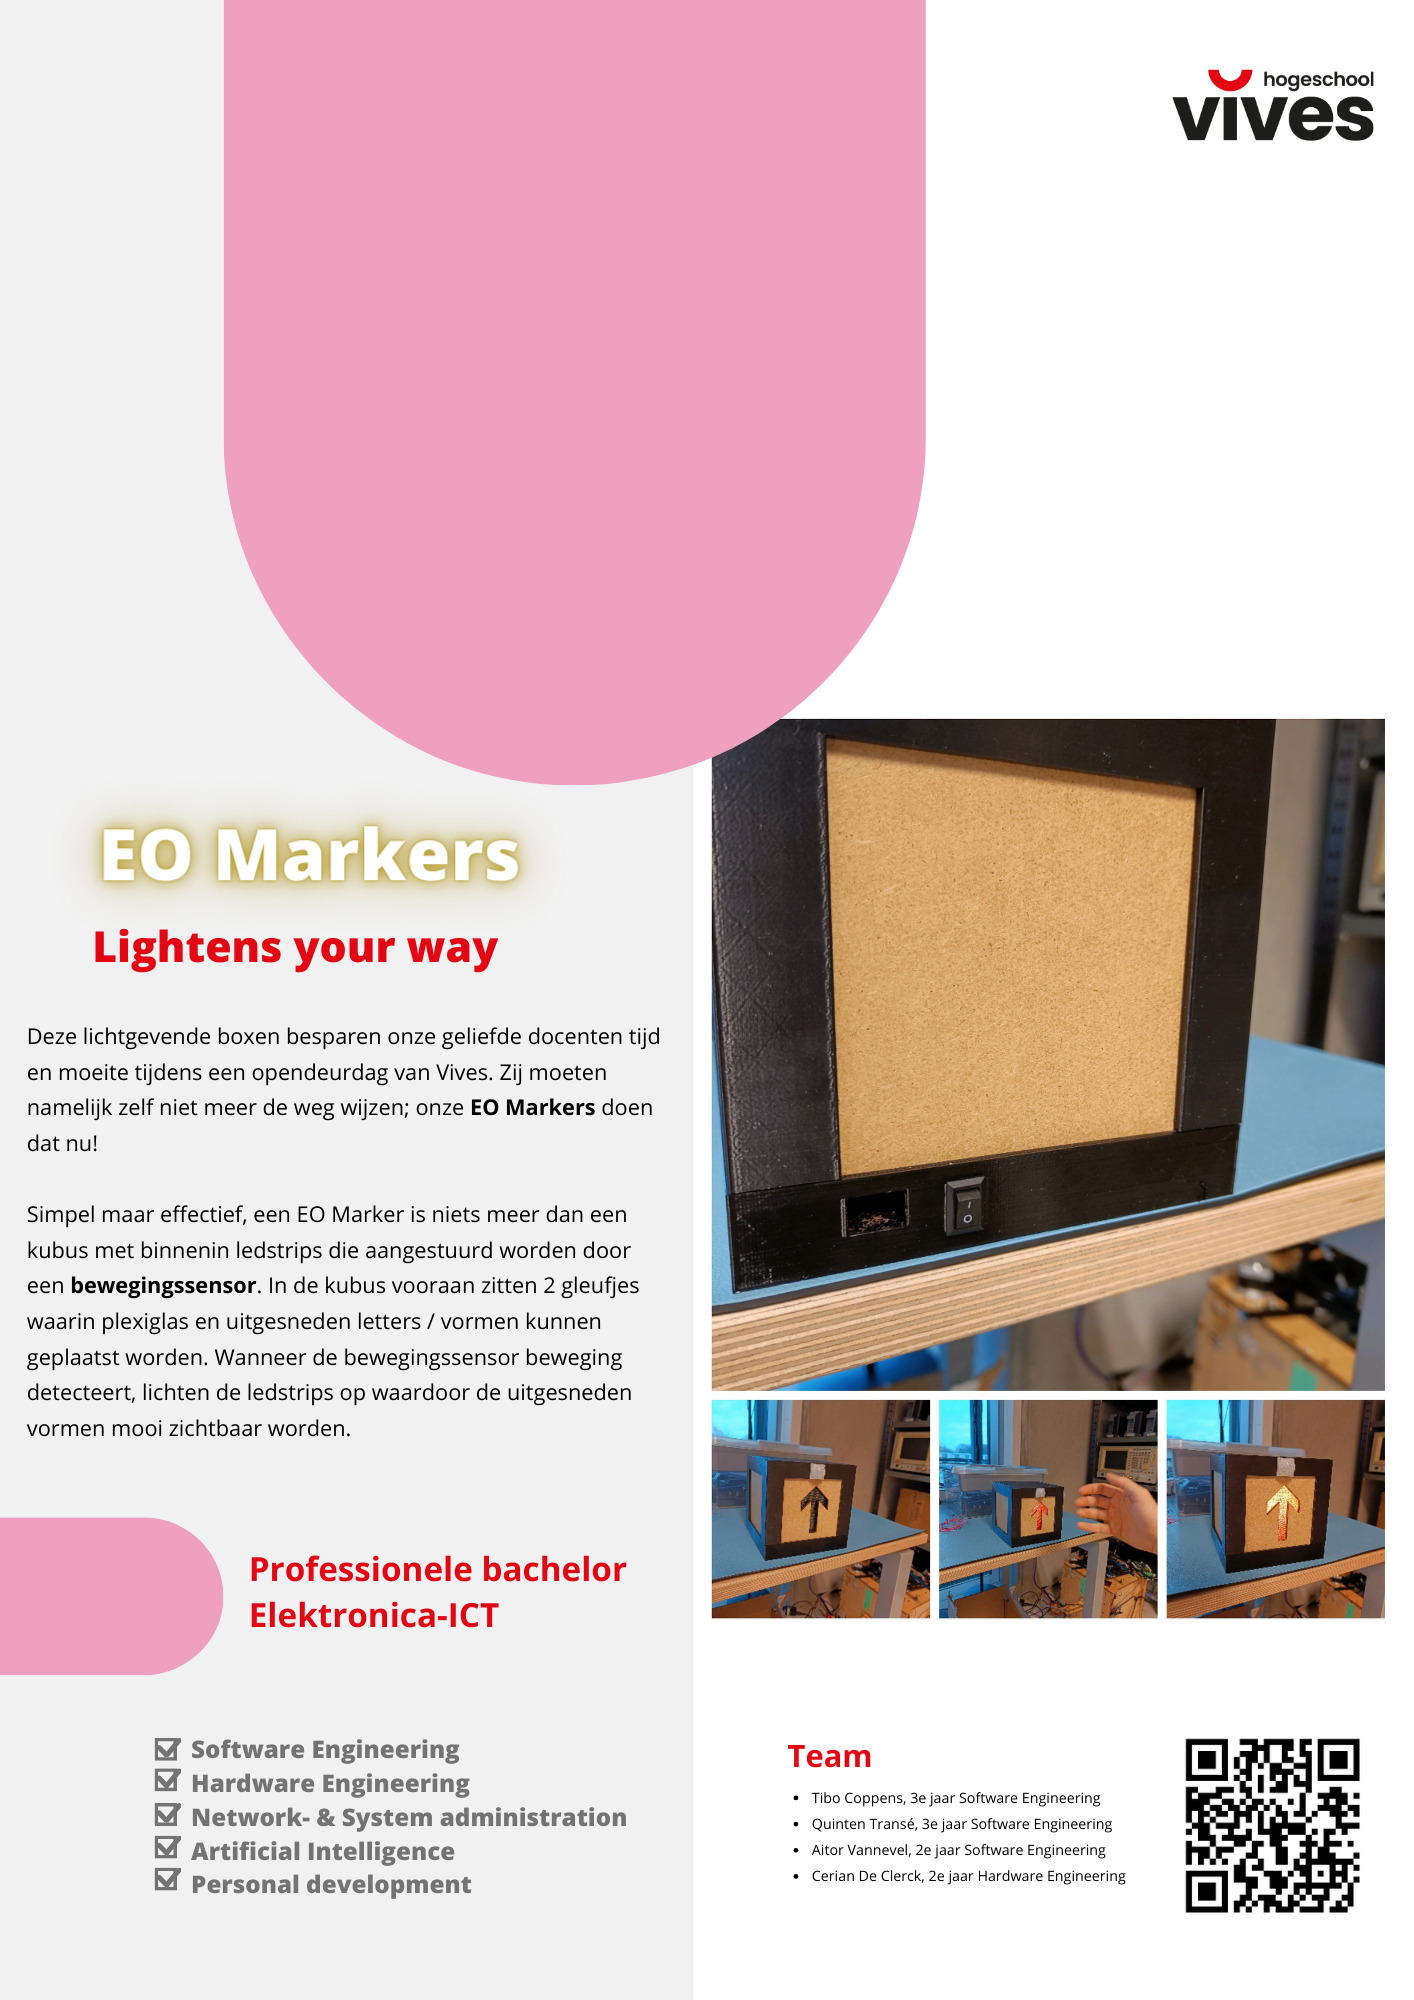 hogeschool
vives
EO Markers
Lightens your way
Deze lichtgevende boxen besparen onze geliefde docenten tijd
en moeite tijdens een opendeurdag van Vives. Zij moeten
namelijk zelf niet meer de weg wijzen; onze EO Markers doen
dat nu!
Simpel maar effectief, een EO Marker is niets meer dan een
kubus met binnenin ledstrips die aangestuurd worden door
een bewegingssensor. In de kubus vooraan zitten 2 gleufjes
waarin plexiglas en uitgesneden letters / vormen kunnen
geplaatst worden. Wanneer de bewegingssensor beweging
detecteert, lichten de ledstrips op waardoor de uitgesneden
vormen mooi zichtbaar worden.
Professionele bachelor
Elektronica-ICT
Software Engineering
Hardware Engineering
Network- & System administration
Artificial Intelligence
Personal development
Team
• Tibo Coppens, 3e jaar Software Engineering
• Quinten Transé, 3e jaar Software Engineering
• Aitor Vannevel, 2e jaar Software Engineering
• Cerian De Clerck, 2e jaar Hardware Engineering